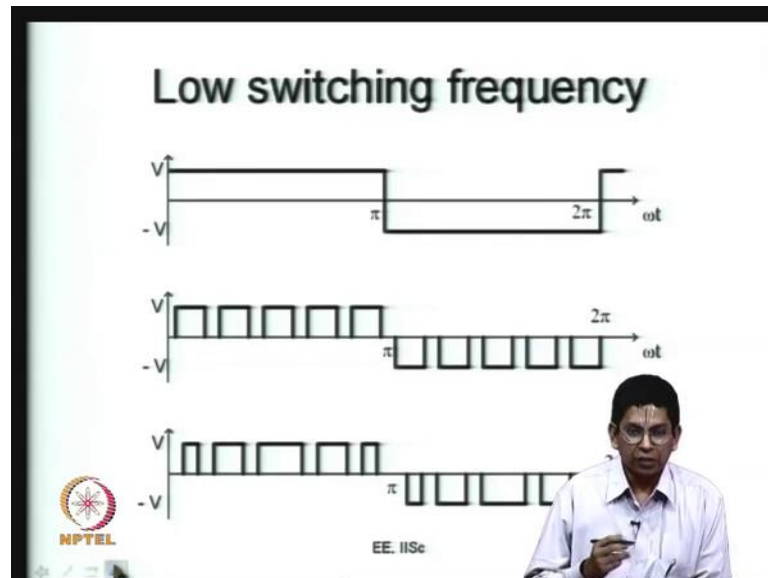 Low switching frequency
V
π
2π
ωt
- V
V
2π
π
ωt
- V
V
π
- V
NPTEL
EE, IISc